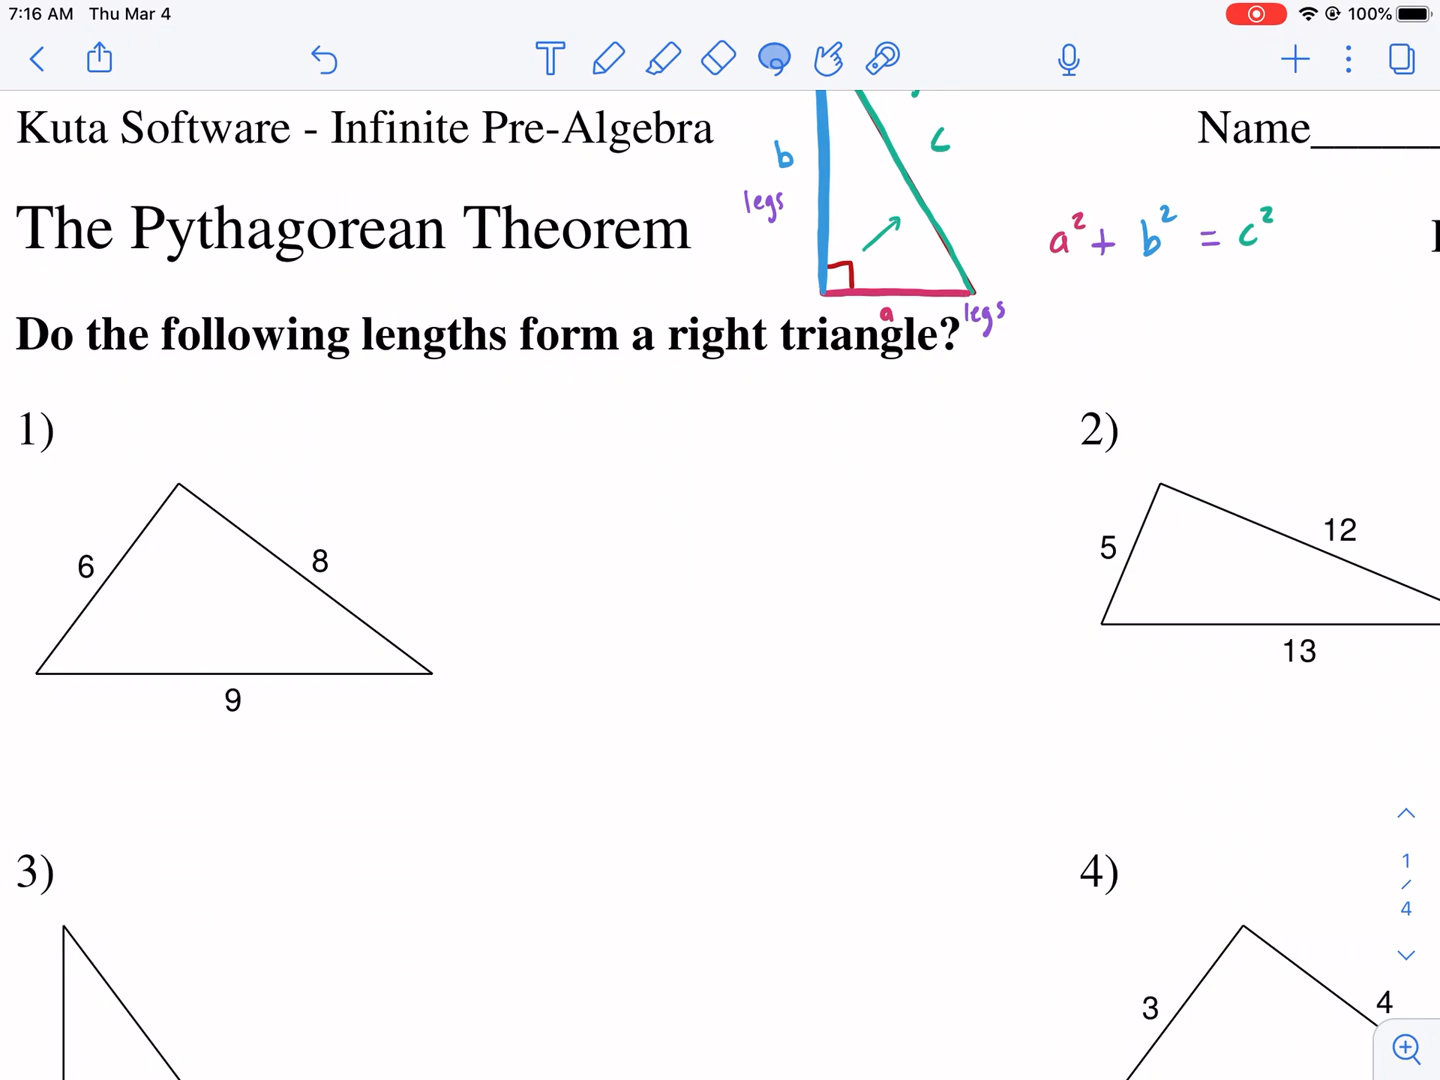 7:16 AM Thu Mar 4
100%
Kuta Software - Infinite Pre-Algebra
Name
b
c
legs
The Pythagorean Theorem
a² + b² = c²
a
legs
Do the following lengths form a right triangle?
1)
2)
6
8
9
5
12
13
3)
4)
3
4
1
/
4